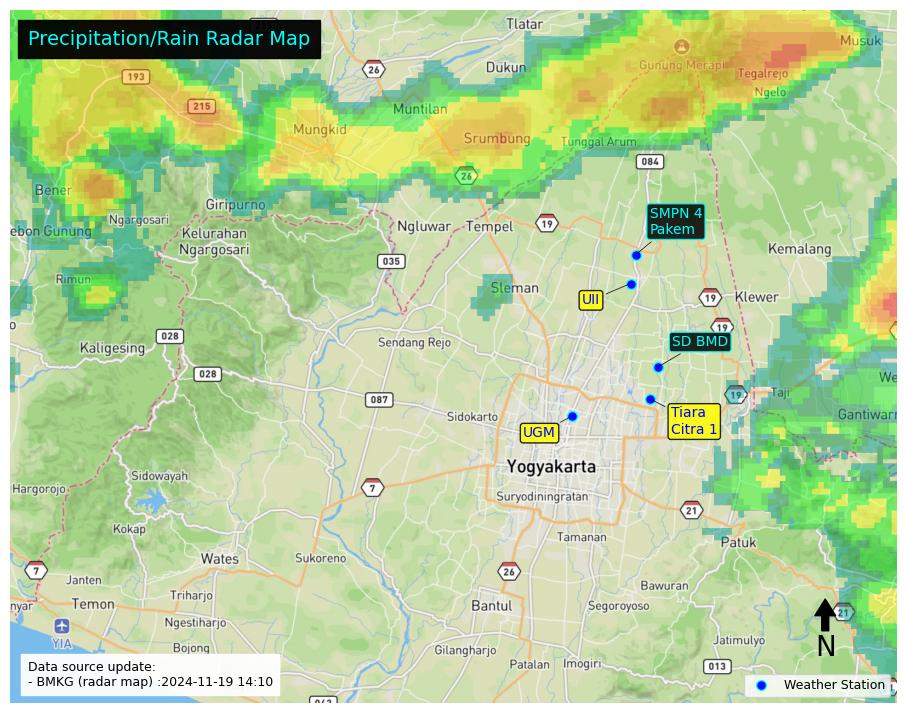 Precipitation/Rain Radar Map
Tlatar
Musuk
26
Dukun
Gunung Merapi
193
Tegalrejo
Ngelo
215
Muntilan
Mungkid
Srumbung
Tunggal Arum
084
26
Bener
Giripurno
SMPN 4
Pakem
Ngargosari
ebon Gunung
Kelurahan
Ngargosari
Ngluwar
Tempel
19
Kemalang
035
Rimun
Sleman
UII
19
Klewer
19
028
Kaligesing
Sendang Rejo
SD BMD
028
087
19
Taji
We
Sidokarto
Tiara
Citra 1
Gantiwarn
UGM
Yogyakarta
Sidowayah
Hargorojo
7
Suryodiningratan
21
Kokap
Tamanan
Patuk
Wates
Sukoreno
7
26
Janten
Bawuran
Triharjo
nyar
Temon
Bantul
Segoroyoso
21
Ngestiharjo
YIA
N
Jatimulyo
Bojong
Gilangharjo
Patalan
Imogiri
013
Data source update:
- BMKG (radar map) :2024-11-19 14:10
Weather Station